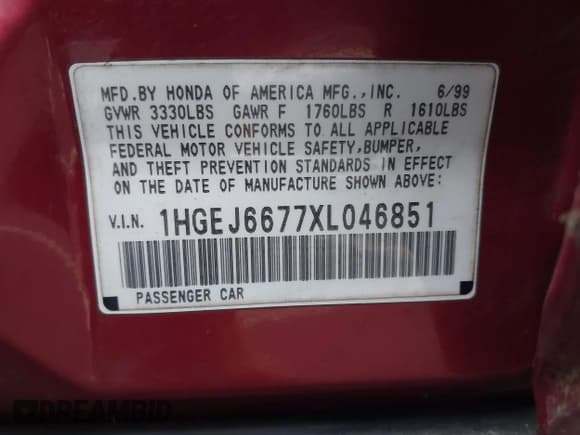 MFD.BY HONDA OF AMERICA MFG.,INC. 6/99
GVWR 3330LBS GAWR F 1760LBS R 1610LBS
THIS VEHICLE CONFORMS TO ALL APPLICABLE
FEDERAL MOTOR VEHICLE SAFETY,BUMPER,
AND THEFT PREVENTION STANDARDS IN EFFECT
ON THE DATE OF MANUFACTURE SHOWN ABOVE:
V.I.N. 1HGEJ6677XL046851
PASSENGER CAR
DREAMBID